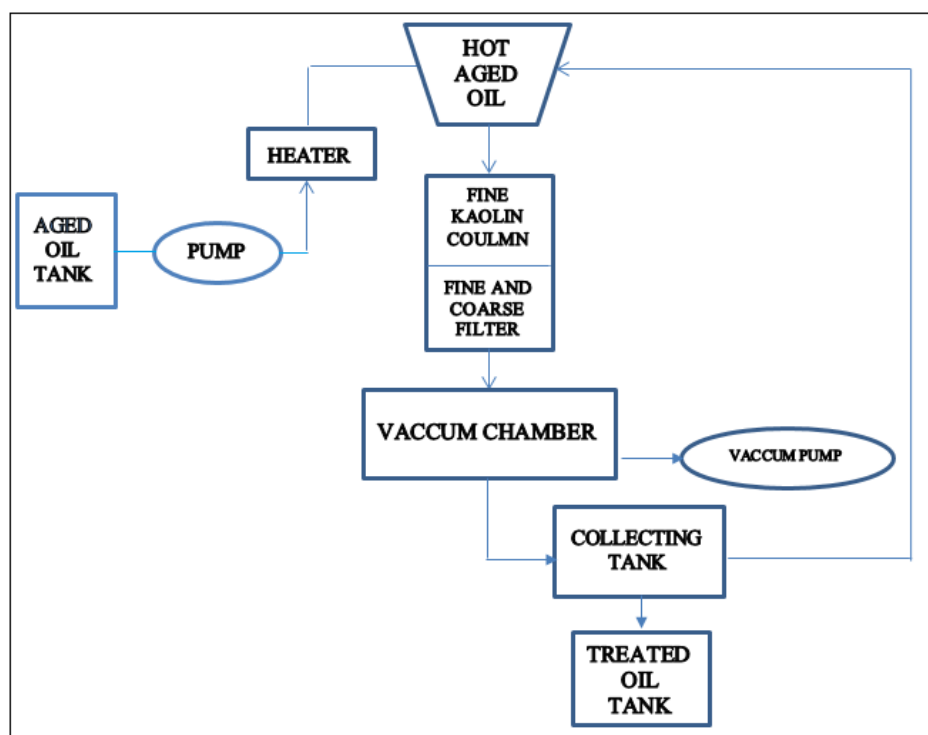 HOT
AGED
OIL
HEATER
AGED
OIL
TANK
PUMP
FINE
KAOLIN
COULMN
FINE AND
COARSE
FILTER
VACCUM CHAMBER
VACCUM PUMP
COLLECTING
TANK
TREATED
OIL
TANK